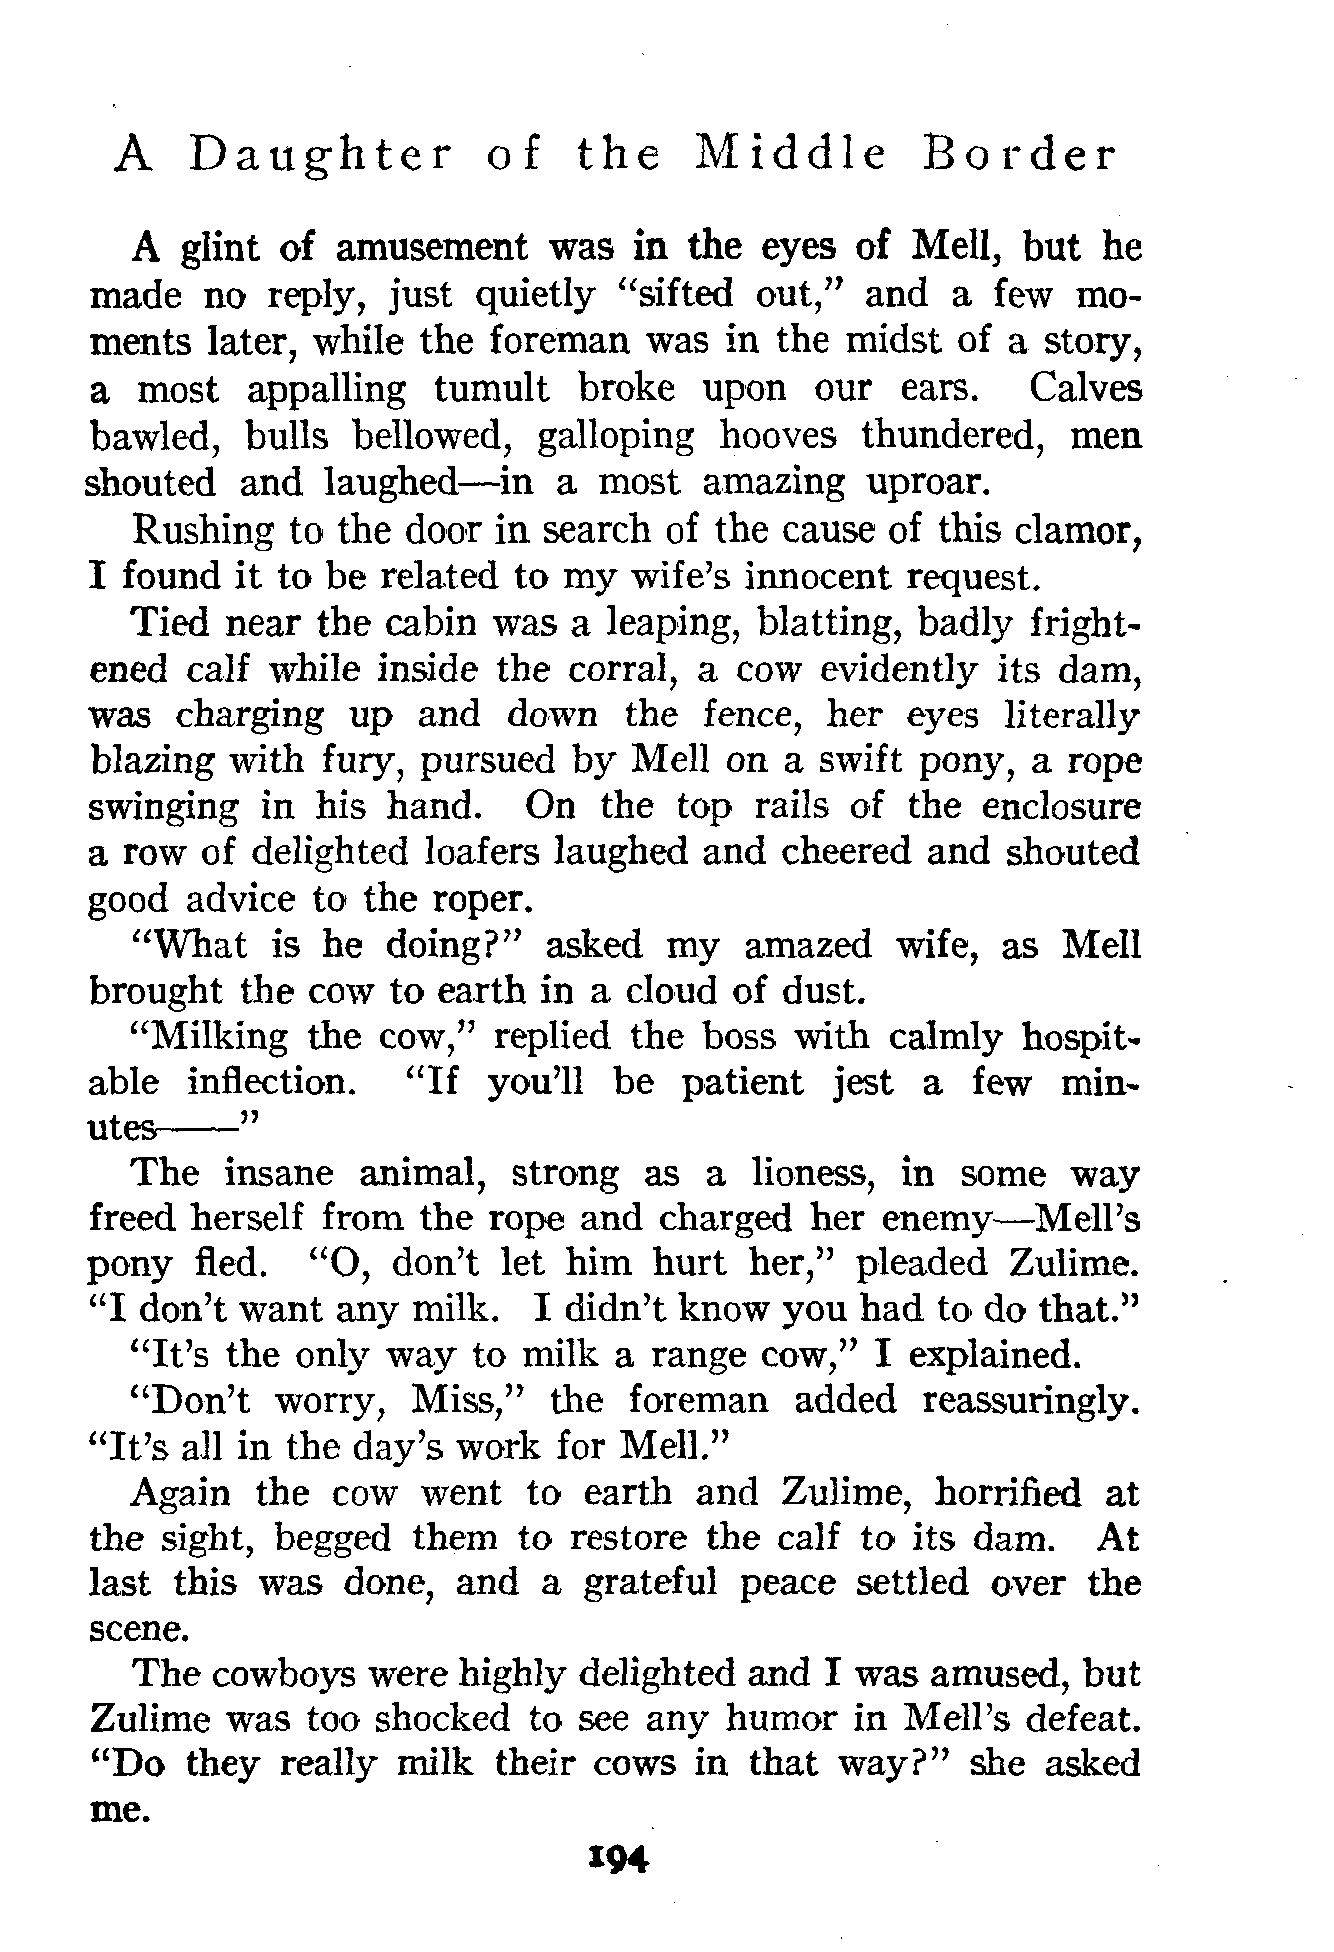 A Daughter of the Middle Border
A glint of amusement was in the eyes of Mell, but he
made no reply, just quietly “sifted out,” and a few mo-
ments later, while the foreman was in the midst of a story,
a most appalling tumult broke upon our ears. Calves
bawled, bulls bellowed, galloping hooves thundered, men
shouted and laughed—in a most amazing uproar.
Rushing to the door in search of the cause of this clamor,
I found it to be related to my wife’s innocent request.
Tied near the cabin was a leaping, blatting, badly fright-
ened calf while inside the corral, a cow evidently its dam,
was charging up and down the fence, her eyes literally
blazing with fury, pursued by Mell on a swift pony, a rope
swinging in his hand. On the top rails of the enclosure
a row of delighted loafers laughed and cheered and shouted
good advice to the roper.
“What is he doing?” asked my amazed wife, as Mell
brought the cow to earth in a cloud of dust.
“Milking the cow,” replied the boss with calmly hospit-
able inflection. “If you’ll be patient jest a few min-
utes——”
The insane animal, strong as a lioness, in some way
freed herself from the rope and charged her enemy—Mell’s
pony fled. “O, don’t let him hurt her,” pleaded Zulime.
“I don’t want any milk. I didn’t know you had to do that.”
“It’s the only way to milk a range cow,” I explained.
“Don’t worry, Miss,” the foreman added reassuringly.
“It’s all in the day’s work for Mell.”
Again the cow went to earth and Zulime, horrified at
the sight, begged them to restore the calf to its dam. At
last this was done, and a grateful peace settled over the
scene.
The cowboys were highly delighted and I was amused, but
Zulime was too shocked to see any humor in Mell’s defeat.
“Do they really milk their cows in that way?” she asked
me.
194